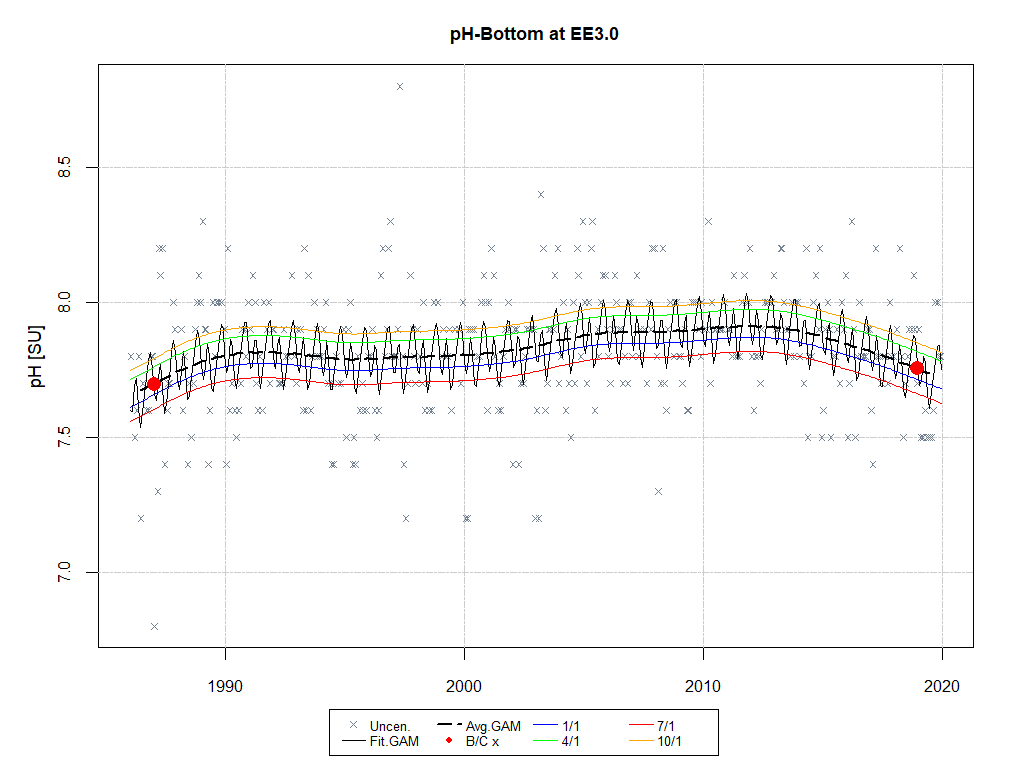 pH-Bottom at EE3.0
pH [SU]
8.5
8.0
7.5
7.0
1990 2000 2010 2020
Uncen. Avg.GAM 1/1 7/1
Fit.GAM B/C x 4/1 10/1